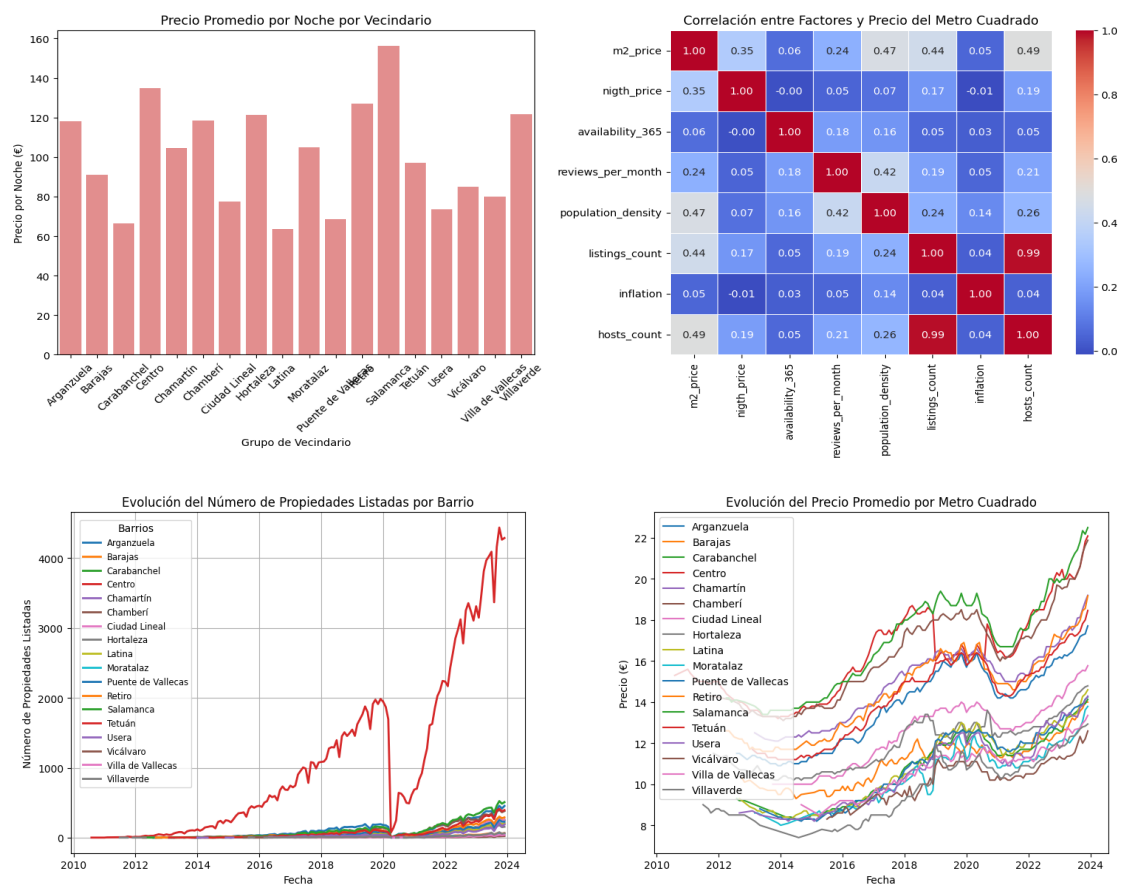 Precio Promedio por Noche por Vecindario
Precio por Noche (€)
160
140
120
100
80
60
40
20
0
Arganzuela
Barajas
Carabanchel
Centro
Chamartín
Chamberí
Ciudad Lineal
Hortaleza
Latina
Moratalaz
Puente de Vallecas
Retiro
Salamanca
Tetuán
Usera
Vicálvaro
Villa de Vallecas
Villaverde
Grupo de Vecindario
Correlación entre Factores y Precio del Metro Cuadrado
m2_price 1.00 0.35 0.06 0.24 0.47 0.44 0.05 0.49
nigth_price 0.35 1.00 -0.00 0.05 0.07 0.17 -0.01 0.19
availability_365 0.06 -0.00 1.00 0.18 0.16 0.05 0.03 0.05
reviews_per_month 0.24 0.05 0.18 1.00 0.42 0.19 0.05 0.21
population_density 0.47 0.07 0.16 0.42 1.00 0.24 0.14 0.26
listings_count 0.44 0.17 0.05 0.19 0.24 1.00 0.04 0.99
inflation 0.05 -0.01 0.03 0.05 0.14 0.04 1.00 0.04
hosts_count 0.49 0.19 0.05 0.21 0.26 0.99 0.04 1.00
m2_price
nigth_price
availability_365
reviews_per_month
population_density
listings_count
inflation
hosts_count
1.0
0.8
0.6
0.4
0.2
0.0
Evolución del Número de Propiedades Listadas por Barrio
Número de Propiedades Listadas
4000
3000
2000
1000
0
Barrios
Arganzuela
Barajas
Carabanchel
Centro
Chamartín
Chamberí
Ciudad Lineal
Hortaleza
Latina
Moratalaz
Puente de Vallecas
Retiro
Salamanca
Tetuán
Usera
Vicálvaro
Villa de Vallecas
Villaverde
2010 2012 2014 2016 2018 2020 2022 2024
Fecha
Evolución del Precio Promedio por Metro Cuadrado
Precio (€)
22
20
18
16
14
12
10
8
Arganzuela
Barajas
Carabanchel
Centro
Chamartín
Chamberí
Ciudad Lineal
Hortaleza
Latina
Moratalaz
Puente de Vallecas
Retiro
Salamanca
Tetuán
Usera
Vicálvaro
Villa de Vallecas
Villaverde
2010 2012 2014 2016 2018 2020 2022 2024
Fecha